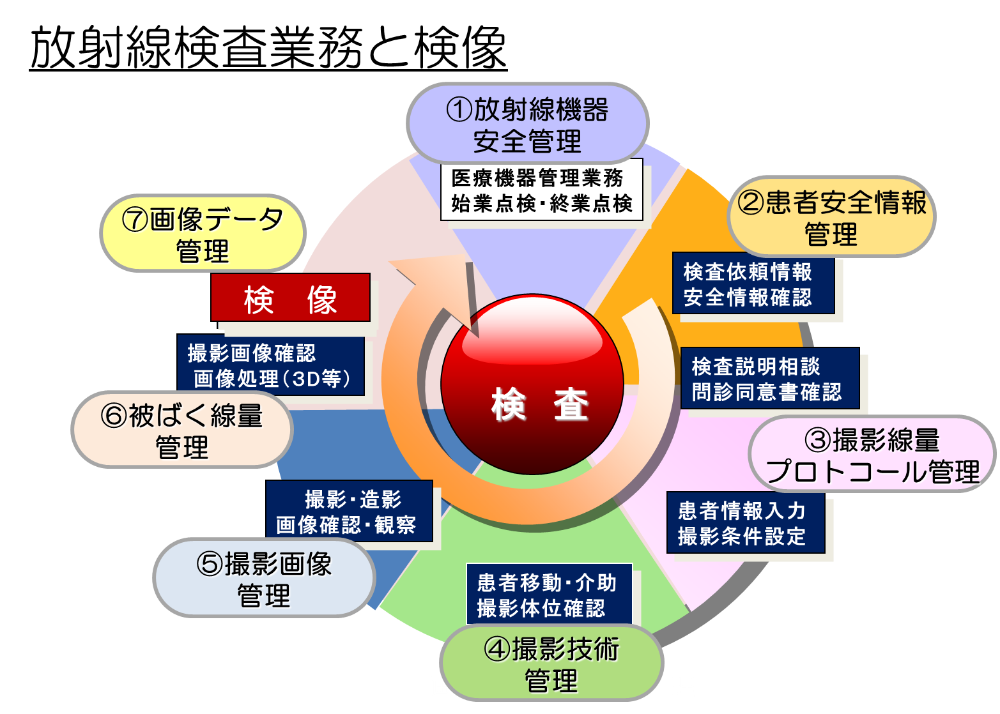 放射線検査業務と検像
①放射線機器
安全管理
医療機器管理業務
始業点検・終業点検
②患者安全情報
管理
検査依頼情報
安全情報確認
検査説明相談
問診同意書確認
③撮影線量
プロトコール管理
患者情報入力
撮影条件設定
患者移動・介助
撮影体位確認
④撮影技術
管理
撮影・造影
画像確認・観察
⑤撮影画像
管理
⑥被ばく線量
管理
撮影画像確認
画像処理（３Ｄ等）
⑦画像データ
管理
検　像
検　査